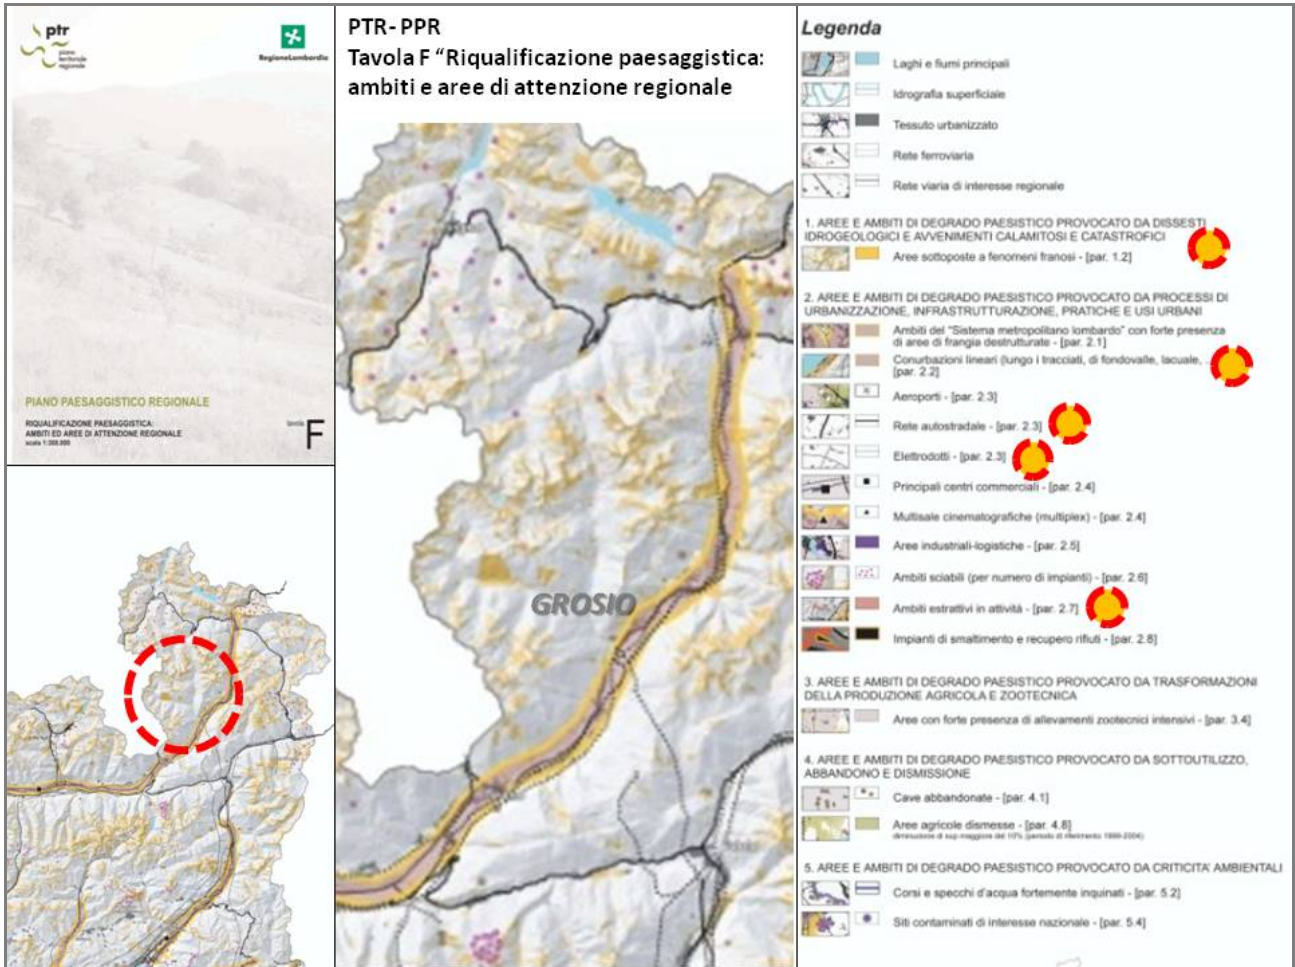 ptr
piano
territoriale
regionale
RegioneLombardia
PIANO PAESAGGISTICO REGIONALE
RIQUALIFICAZIONE PAESAGGISTICA:
AMBITI ED AREE DI ATTENZIONE REGIONALE
scala 1:300.000
tavola F
PTR- PPR
Tavola F “Riqualificazione paesaggistica:
ambiti e aree di attenzione regionale
GROSIO
Legenda
Laghi e fiumi principali
Idrografia superficiale
Tessuto urbanizzato
Rete ferroviaria
Rete viaria di interesse regionale
1. AREE E AMBITI DI DEGRADO PAESISTICO PROVOCATO DA DISSESTI
IDROGEOLOGICI E AVVENIMENTI CALAMITOSI E CATASTROFICI
Aree sottoposte a fenomeni franosi - [par. 1.2]
2. AREE E AMBITI DI DEGRADO PAESISTICO PROVOCATO DA PROCESSI DI
URBANIZZAZIONE, INFRASTRUTTURAZIONE, PRATICHE E USI URBANI
Ambiti del "Sistema metropolitano lombardo" con forte presenza
di aree di frangia destrutturate - [par. 2.1]
Conurbazioni lineari (lungo i tracciati, di fondovalle, lacuale,
[par. 2.2]
Aeroporti - [par. 2.3]
Rete autostradale - [par. 2.3]
Elettrodotti - [par. 2.3]
Principali centri commerciali - [par. 2.4]
Multisale cinematografiche (multiplex) - [par. 2.4]
Aree industriali-logistiche - [par. 2.5]
Ambiti sciabili (per numero di impianti) - [par. 2.6]
Ambiti estrattivi in attività - [par. 2.7]
Impianti di smaltimento e recupero rifiuti - [par. 2.8]
3. AREE E AMBITI DI DEGRADO PAESISTICO PROVOCATO DA TRASFORMAZIONI
DELLA PRODUZIONE AGRICOLA E ZOOTECNICA
Aree con forte presenza di allevamenti zootecnici intensivi - [par. 3.4]
4. AREE E AMBITI DI DEGRADO PAESISTICO PROVOCATO DA SOTTOUTILIZZO,
ABBANDONO E DISMISSIONE
Cave abbandonate - [par. 4.1]
Aree agricole dismesse - [par. 4.8]
diminuzione di sup maggiore del 10% (periodo di riferimento 1999-2004)
5. AREE E AMBITI DI DEGRADO PAESISTICO PROVOCATO DA CRITICITA' AMBIENTALI
Corsi e specchi d'acqua fortemente inquinati - [par. 5.2]
Siti contaminati di interesse nazionale - [par. 5.4]